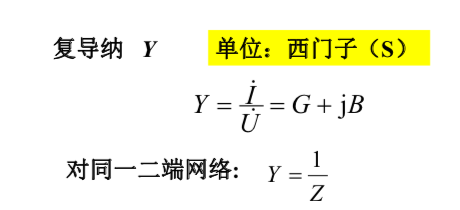 复导纳 Y 单位：西门子（S）
Y = İ / U̇ = G + jB
对同一二端网络: Y = 1 / Z